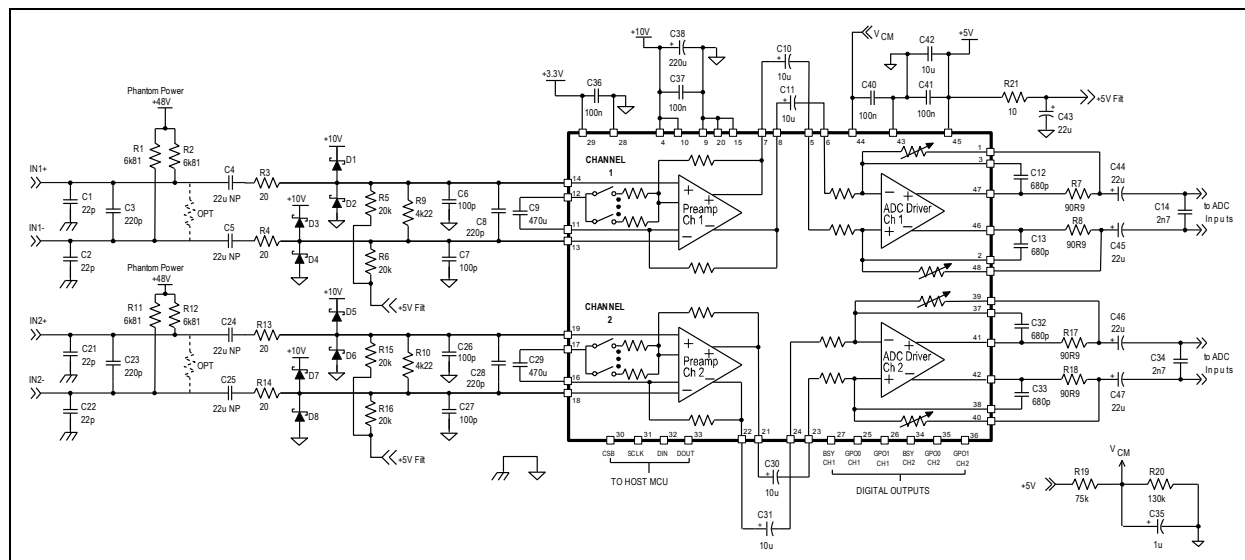 +10V
C38
220u
C37
100n
C10
10u
C11
10u
V CM
C42
10u
+5V
C40
100n
C41
100n
R21
10
+5V Filt
C43
22u
+3.3V
C36
100n
29 28 4 10 9 20 15 7 8 5 6 44 43 45
Phantom Power
+48V
R1
6k81
R2
6k81
IN1+
C1
22p
C3
220p
OPT
C4
22u NP
R3
20
+10V
D1
D2
+10V
D3
D4
R5
20k
R9
4k22
C6
100p
C8
220p
C9
470u
IN1-
C2
22p
C5
22u NP
R4
20
R6
20k
C7
100p
+5V Filt
CHANNEL
1
14
12
11
13
Preamp
Ch 1
ADC Driver
Ch 1
1
3
47
46
2
48
C12
680p
R7
90R9
C44
22u
C13
680p
R8
90R9
C45
22u
C14
2n7
to ADC
Inputs
Phantom Power
+48V
R11
6k81
R12
6k81
IN2+
C21
22p
C23
220p
OPT
C24
22u NP
R13
20
+10V
D5
D6
+10V
D7
D8
R15
20k
R10
4k22
C26
100p
C28
220p
C29
470u
IN2-
C22
22p
C25
22u NP
R14
20
R16
20k
C27
100p
+5V Filt
CHANNEL
2
19
17
16
18
Preamp
Ch 2
ADC Driver
Ch 2
39
37
41
42
38
40
C32
680p
R17
90R9
C46
22u
C33
680p
R18
90R9
C47
22u
C34
2n7
to ADC
Inputs
30 31 32 33 22 21 24 23 27 25 26 34 35 36
CSB SCLK DIN DOUT
TO HOST MCU
BSY CH1
GPO0 CH1
GPO1 CH1
BSY CH2
GPO0 CH2
GPO1 CH2
DIGITAL OUTPUTS
C30
10u
C31
10u
V CM
+5V
R19
75k
R20
130k
C35
1u